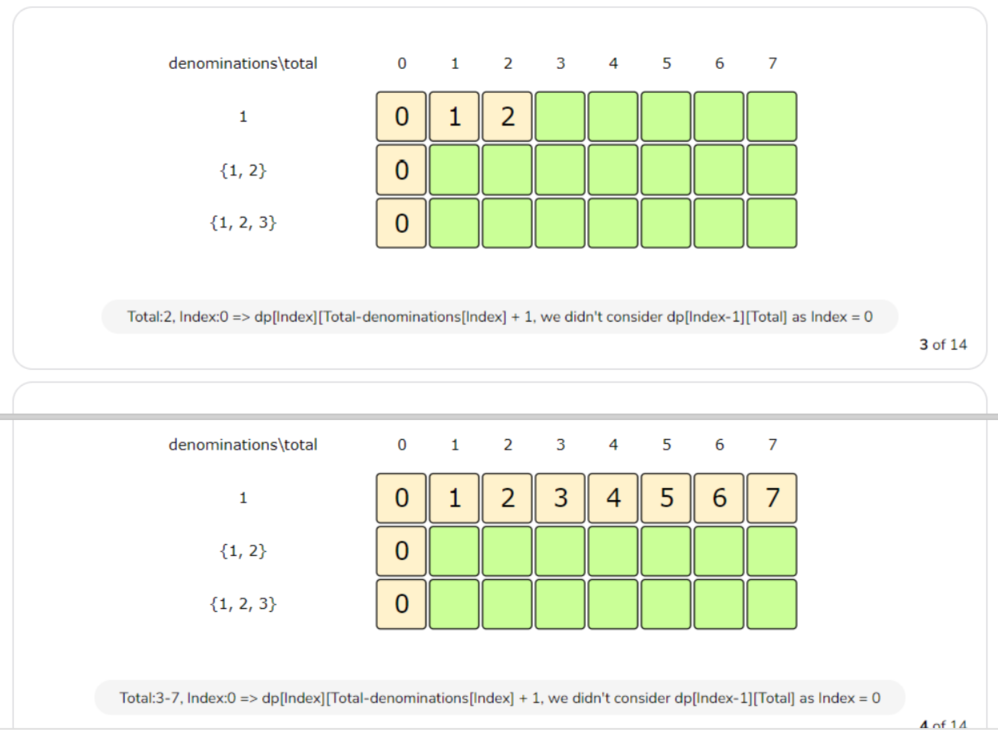 denominations\total 0 1 2 3 4 5 6 7
1 0 1 2
{1, 2} 0
{1, 2, 3} 0
Total:2, Index:0 => dp[Index][Total-denominations[Index] + 1, we didn't consider dp[Index-1][Total] as Index = 0
3 of 14
denominations\total 0 1 2 3 4 5 6 7
1 0 1 2 3 4 5 6 7
{1, 2} 0
{1, 2, 3} 0
Total:3-7, Index:0 => dp[Index][Total-denominations[Index] + 1, we didn't consider dp[Index-1][Total] as Index = 0
4 of 14